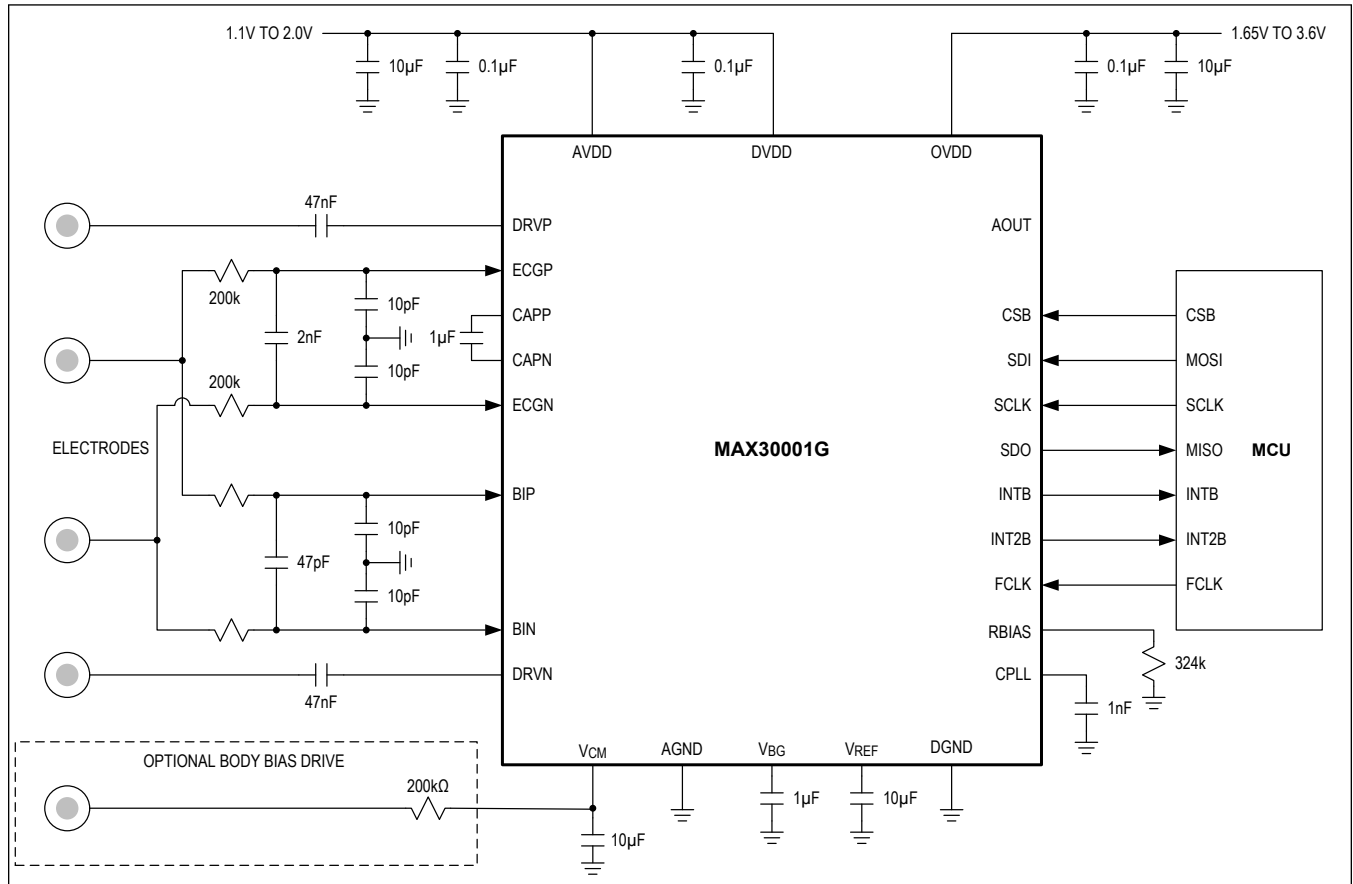 1.1V TO 2.0V
1.65V TO 3.6V
10µF
0.1µF
0.1µF
0.1µF
10µF
AVDD
DVDD
OVDD
47nF
DRVP
AOUT
ECGP
200k
10pF
CAPP
CSB
CSB
2nF
1µF
CAPN
SDI
MOSI
10pF
200k
ECGN
SCLK
SCLK
ELECTRODES
MAX30001G
SDO
MISO
MCU
BIP
INTB
INTB
10pF
INT2B
INT2B
47pF
10pF
FCLK
FCLK
BIN
RBIAS
324k
DRVN
CPLL
47nF
1nF
OPTIONAL BODY BIAS DRIVE
VCM
AGND
VBG
VREF
DGND
200kΩ
1µF
10µF
10µF